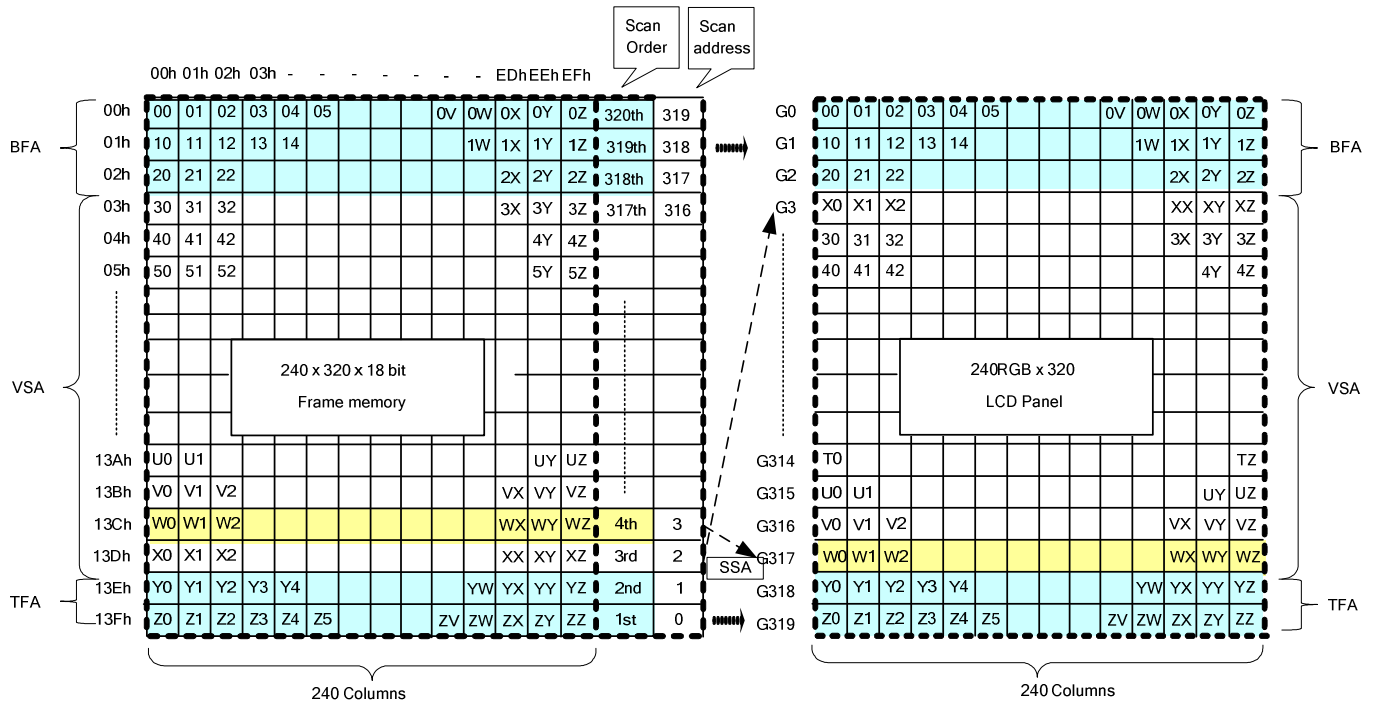 Scan Order
Scan address
00h 01h 02h 03h - - - - - - - EDh EEh EFh
BFA
00h 00 01 02 03 04 05 0V 0W 0X 0Y 0Z 320th 319
01h 10 11 12 13 14 1W 1X 1Y 1Z 319th 318
02h 20 21 22 2X 2Y 2Z 318th 317
VSA
03h 30 31 32 3X 3Y 3Z 317th 316
04h 40 41 42 4Y 4Z
05h 50 51 52 5Y 5Z
240 x 320 x 18 bit
Frame memory
13Ah U0 U1 UY UZ
13Bh V0 V1 V2 VX VY VZ
13Ch W0 W1 W2 WX WY WZ 4th 3
13Dh X0 X1 X2 XX XY XZ 3rd 2
SSA
TFA
13Eh Y0 Y1 Y2 Y3 Y4 YW YX YY YZ 2nd 1
13Fh Z0 Z1 Z2 Z3 Z4 Z5 ZV ZW ZX ZY ZZ 1st 0
240 Columns
G0 00 01 02 03 04 05 0V 0W 0X 0Y 0Z
G1 10 11 12 13 14 1W 1X 1Y 1Z
BFA
G2 20 21 22 2X 2Y 2Z
G3 X0 X1 X2 XX XY XZ
30 31 32 3X 3Y 3Z
40 41 42 4Y 4Z
240RGB x 320
LCD Panel
VSA
G314 T0 TZ
G315 U0 U1 UY UZ
G316 V0 V1 V2 VX VY VZ
G317 W0 W1 W2 WX WY WZ
G318 Y0 Y1 Y2 Y3 Y4 YW YX YY YZ
TFA
G319 Z0 Z1 Z2 Z3 Z4 Z5 ZV ZW ZX ZY ZZ
240 Columns